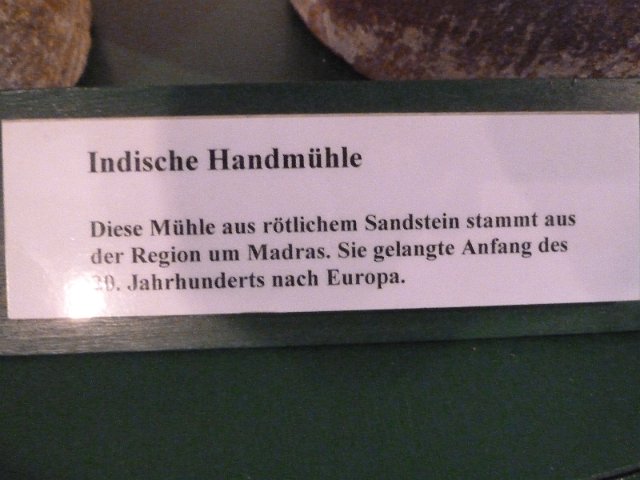 Indische Handmühle
Diese Mühle aus rötlichem Sandstein stammt aus
der Region um Madras. Sie gelangte Anfang des
20. Jahrhunderts nach Europa.